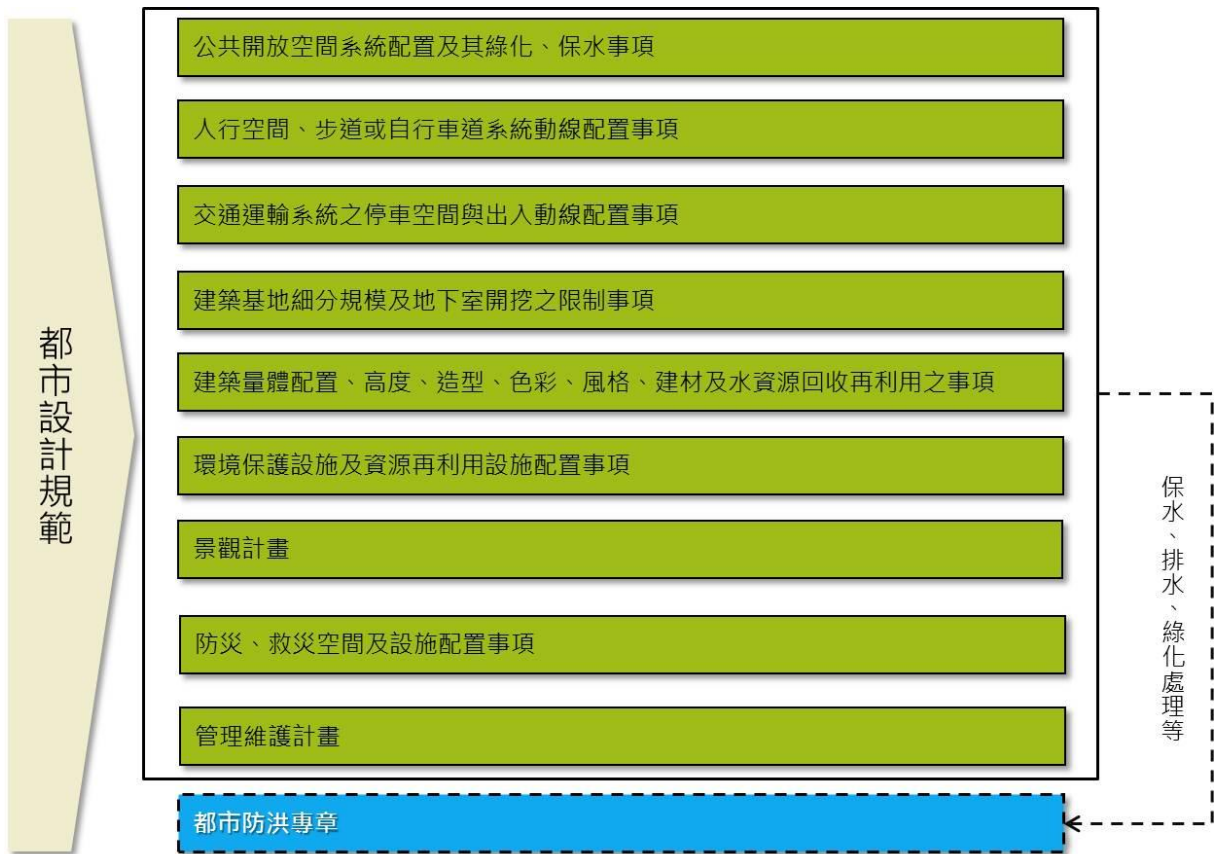 都市設計規範
公共開放空間系統配置及其綠化、保水事項
人行空間、步道或自行車道系統動線配置事項
交通運輸系統之停車空間與出入動線配置事項
建築基地細分規模及地下室開挖之限制事項
建築量體配置、高度、造型、色彩、風格、建材及水資源回收再利用之事項
環境保護設施及資源再利用設施配置事項
景觀計畫
防災、救災空間及設施配置事項
管理維護計畫
都市防洪專章
保水、排水、綠化處理等